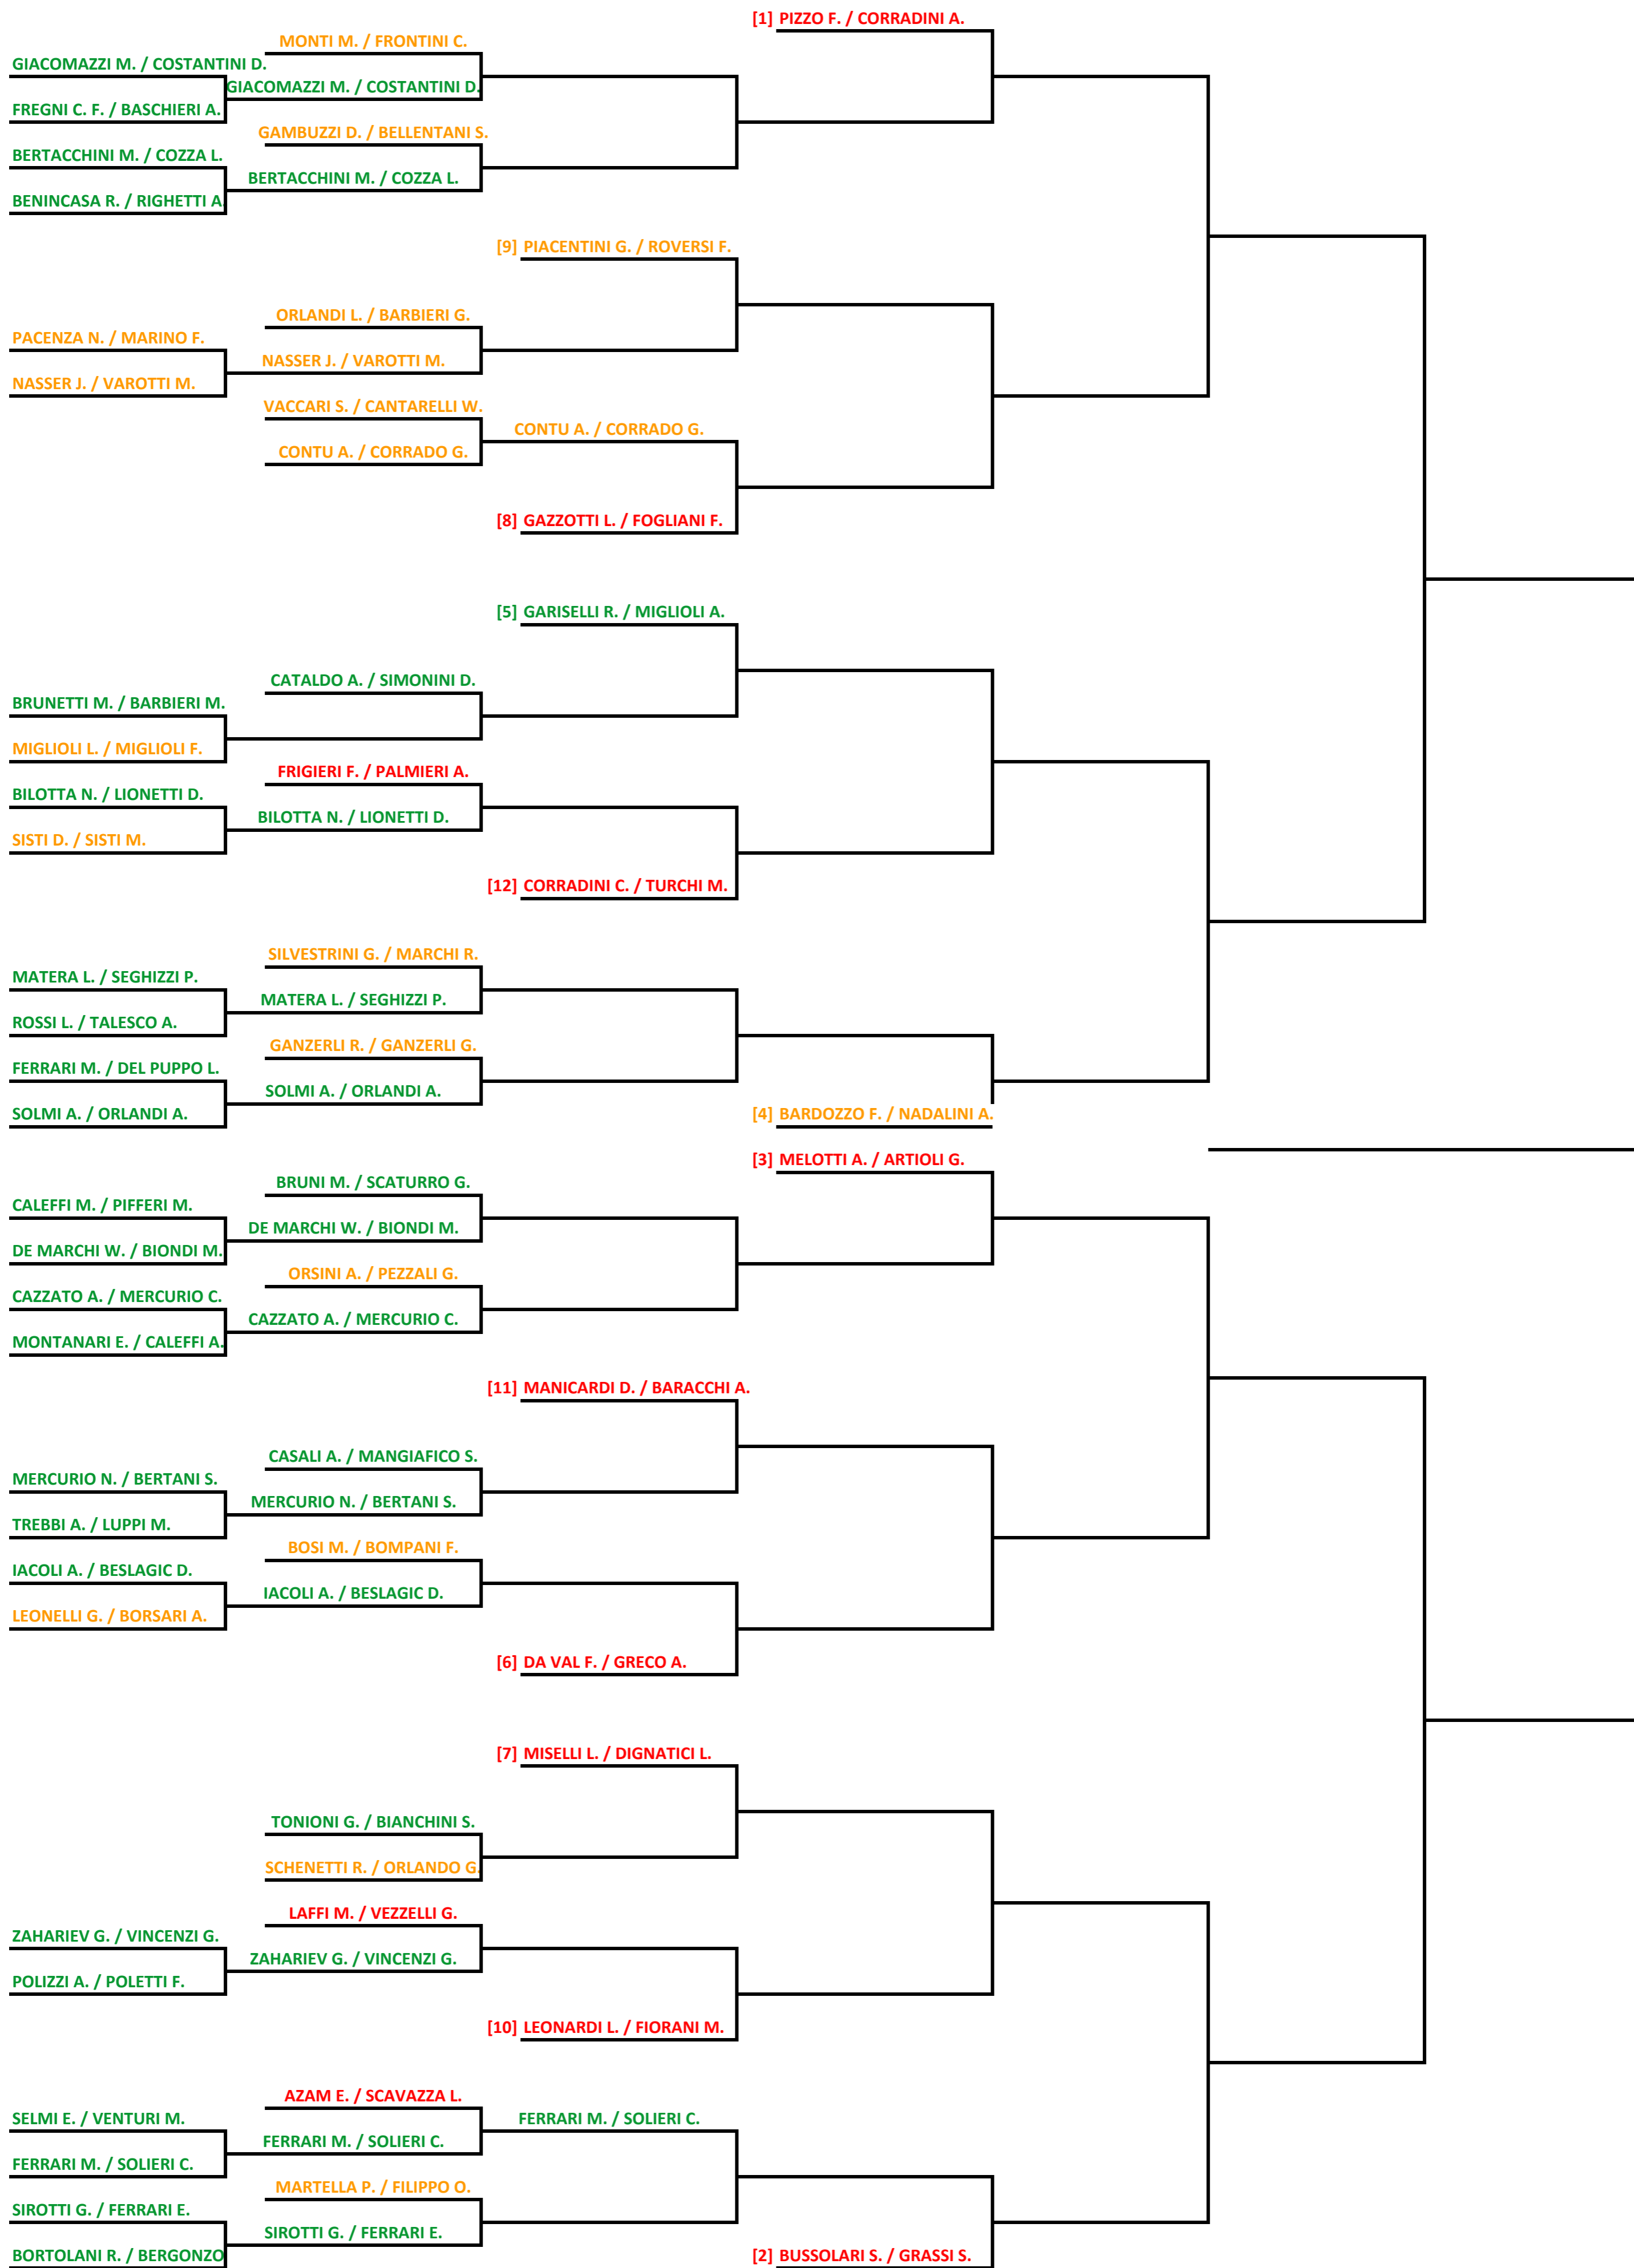 [1] PIZZO F. / CORRADINI A.
MONTI M. / FRONTINI C.
GIACOMAZZI M. / COSTANTINI D.
GIACOMAZZI M. / COSTANTINI D.
FREGNI C. F. / BASCHIERI A.
GAMBUZZI D. / BELLENTANI S.
BERTACCHINI M. / COZZA L.
BERTACCHINI M. / COZZA L.
BENINCASA R. / RIGHETTI A
[9] PIACENTINI G. / ROVERSI F.
ORLANDI L. / BARBIERI G.
PACENZA N. / MARINO F.
NASSER J. / VAROTTI M.
NASSER J. / VAROTTI M.
VACCARI S. / CANTARELLI W.
CONTU A. / CORRADO G.
CONTU A. / CORRADO G.
[8] GAZZOTTI L. / FOGLIANI F.
[5] GARISELLI R. / MIGLIOLI A.
CATALDO A. / SIMONINI D.
BRUNETTI M. / BARBIERI M.
MIGLIOLI L. / MIGLIOLI F.
FRIGIERI F. / PALMIERI A.
BILOTTA N. / LIONETTI D.
BILOTTA N. / LIONETTI D.
SISTI D. / SISTI M.
[12] CORRADINI C. / TURCHI M.
SILVESTRINI G. / MARCHI R.
MATERA L. / SEGHIZZI P.
MATERA L. / SEGHIZZI P.
ROSSI L. / TALESCO A.
GANZERLI R. / GANZERLI G.
FERRARI M. / DEL PUPPO L.
SOLMI A. / ORLANDI A.
SOLMI A. / ORLANDI A.
[4] BARDOZZO F. / NADALINI A.
[3] MELOTTI A. / ARTIOLI G.
BRUNI M. / SCATURRO G.
CALEFFI M. / PIFFERI M.
DE MARCHI W. / BIONDI M.
DE MARCHI W. / BIONDI M.
ORSINI A. / PEZZALI G.
CAZZATO A. / MERCURIO C.
CAZZATO A. / MERCURIO C.
MONTANARI E. / CALEFFI A.
[11] MANICARDI D. / BARACCHI A.
CASALI A. / MANGIAFICO S.
MERCURIO N. / BERTANI S.
MERCURIO N. / BERTANI S.
TREBBI A. / LUPPI M.
BOSI M. / BOMPANI F.
IACOLI A. / BESLAGIC D.
IACOLI A. / BESLAGIC D.
LEONELLI G. / BORSARI A.
[6] DA VAL F. / GRECO A.
[7] MISELLI L. / DIGNATICI L.
TONIONI G. / BIANCHINI S.
SCHENETTI R. / ORLANDO G.
LAFFI M. / VEZZELLI G.
ZAHARIEV G. / VINCENZI G.
ZAHARIEV G. / VINCENZI G.
POLIZZI A. / POLETTI F.
[10] LEONARDI L. / FIORANI M.
AZAM E. / SCAVAZZA L.
SELMI E. / VENTURI M.
FERRARI M. / SOLIERI C.
FERRARI M. / SOLIERI C.
FERRARI M. / SOLIERI C.
MARTELLA P. / FILIPPO O.
SIROTTI G. / FERRARI E.
SIROTTI G. / FERRARI E.
BORTOLANI R. / BERGONZO
[2] BUSSOLARI S. / GRASSI S.